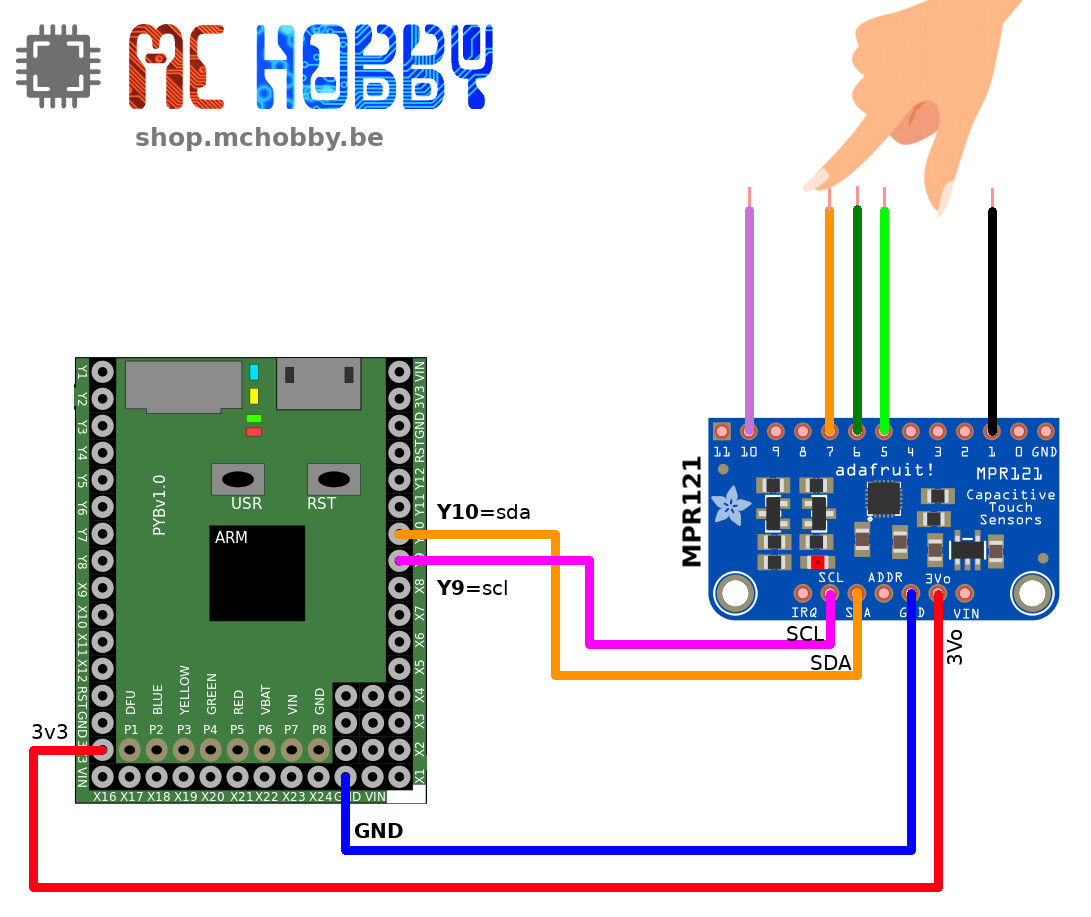 MC HOBBY
shop.mchobby.be
Y1
Y2
Y3
Y4
Y5
Y6
Y7
Y8
X9
X10
X11
X12
RST
GND
VIN
VIN
3V3
GND
RST
Y12
Y11
X8
X7
X6
X5
X4
X3
X2
X1
PYBv1.0
USR
RST
ARM
DFU
BLUE
YELLOW
GREEN
RED
VBAT
VIN
GND
P1 P2 P3 P4 P5 P6 P7 P8
X16 X17 X18 X19 X20 X21 X22 X23 X24 GND VIN
3v3
GND
Y10=sda
Y9=scl
MPR121
11 10 9 8 7 6 5 4 3 2 1 0 GND
adafruit!
MPR121
Capacitive
Touch
Sensors
SCL ADDR 3Vo
IRQ SDA GND VIN
SCL
SDA
3Vo